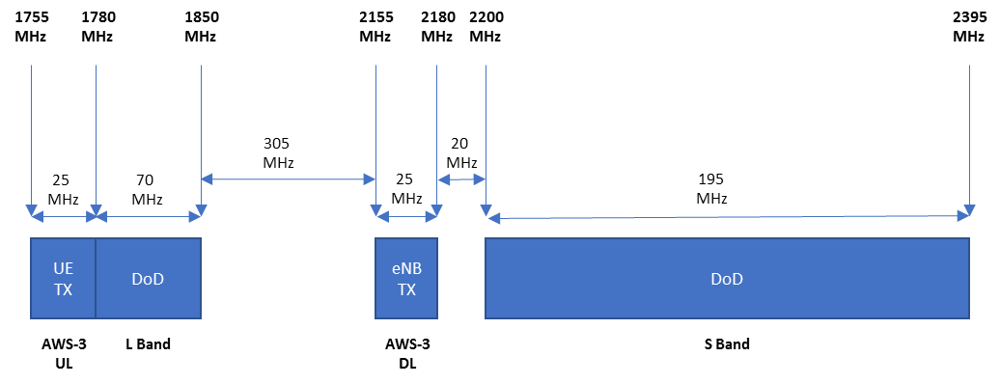 1755
MHz
1780
MHz
1850
MHz
2155
MHz
2180
MHz
2200
MHz
2395
MHz
305
MHz
20
MHz
25
MHz
70
MHz
25
MHz
195
MHz
UE
TX
DoD
eNB
TX
DoD
AWS-3
UL
L Band
AWS-3
DL
S Band